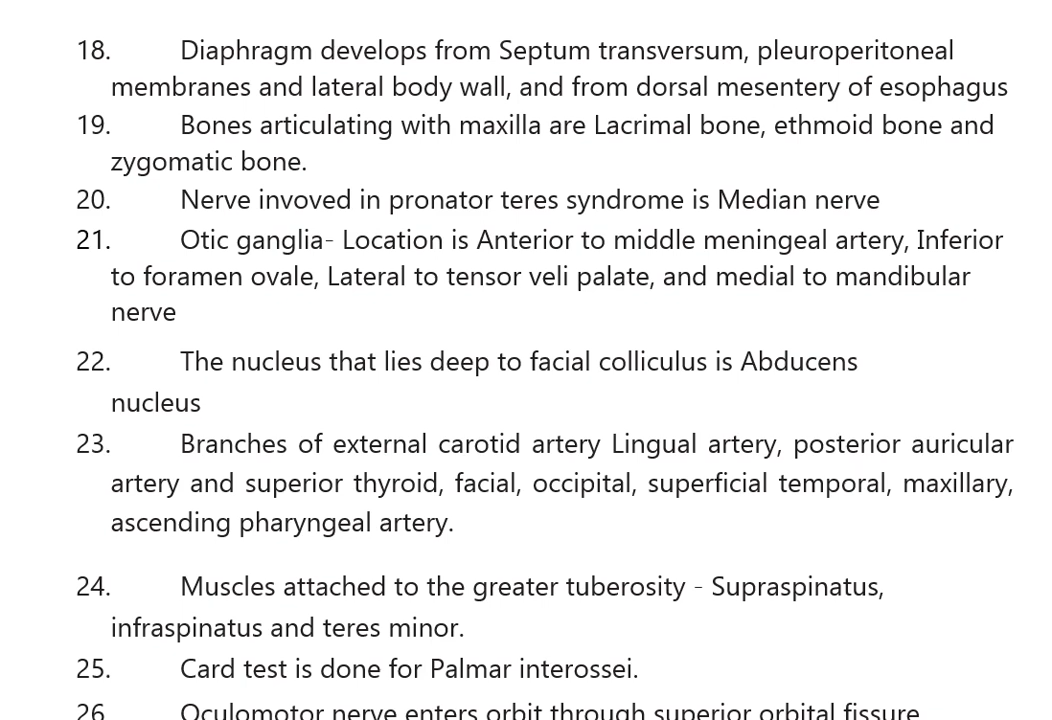 18. Diaphragm develops from Septum transversum, pleuroperitoneal
membranes and lateral body wall, and from dorsal mesentery of esophagus
19. Bones articulating with maxilla are Lacrimal bone, ethmoid bone and
zygomatic bone.
20. Nerve invoved in pronator teres syndrome is Median nerve
21. Otic ganglia- Location is Anterior to middle meningeal artery, Inferior
to foramen ovale, Lateral to tensor veli palate, and medial to mandibular
nerve
22. The nucleus that lies deep to facial colliculus is Abducens
nucleus
23. Branches of external carotid artery Lingual artery, posterior auricular
artery and superior thyroid, facial, occipital, superficial temporal, maxillary,
ascending pharyngeal artery.
24. Muscles attached to the greater tuberosity - Supraspinatus,
infraspinatus and teres minor.
25. Card test is done for Palmar interossei.
26. Oculomotor nerve enters orbit through superior orbital fissure